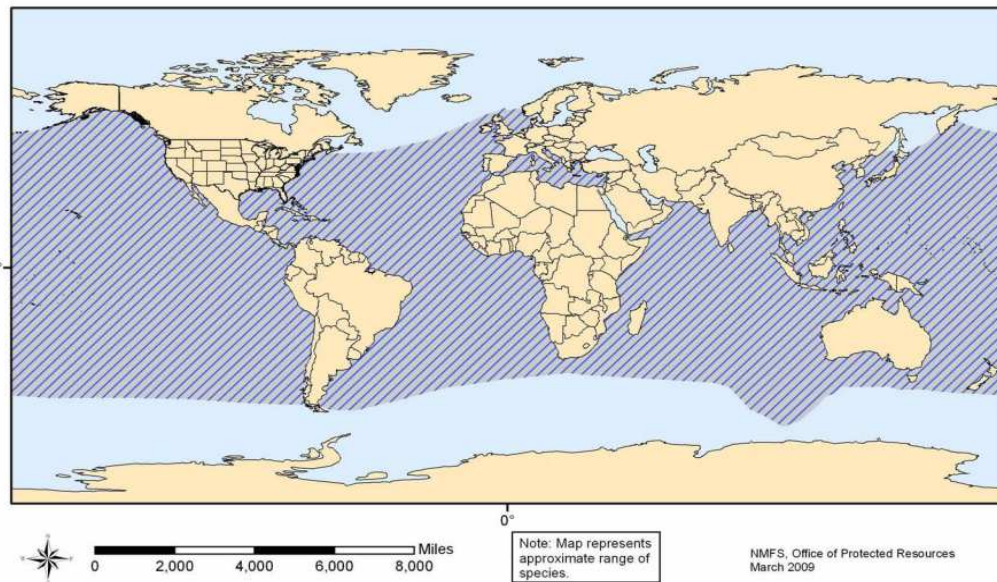 0°
Miles
0 2,000 4,000 6,000 8,000
Note: Map represents
approximate range of
species.
NMFS, Office of Protected Resources
March 2009